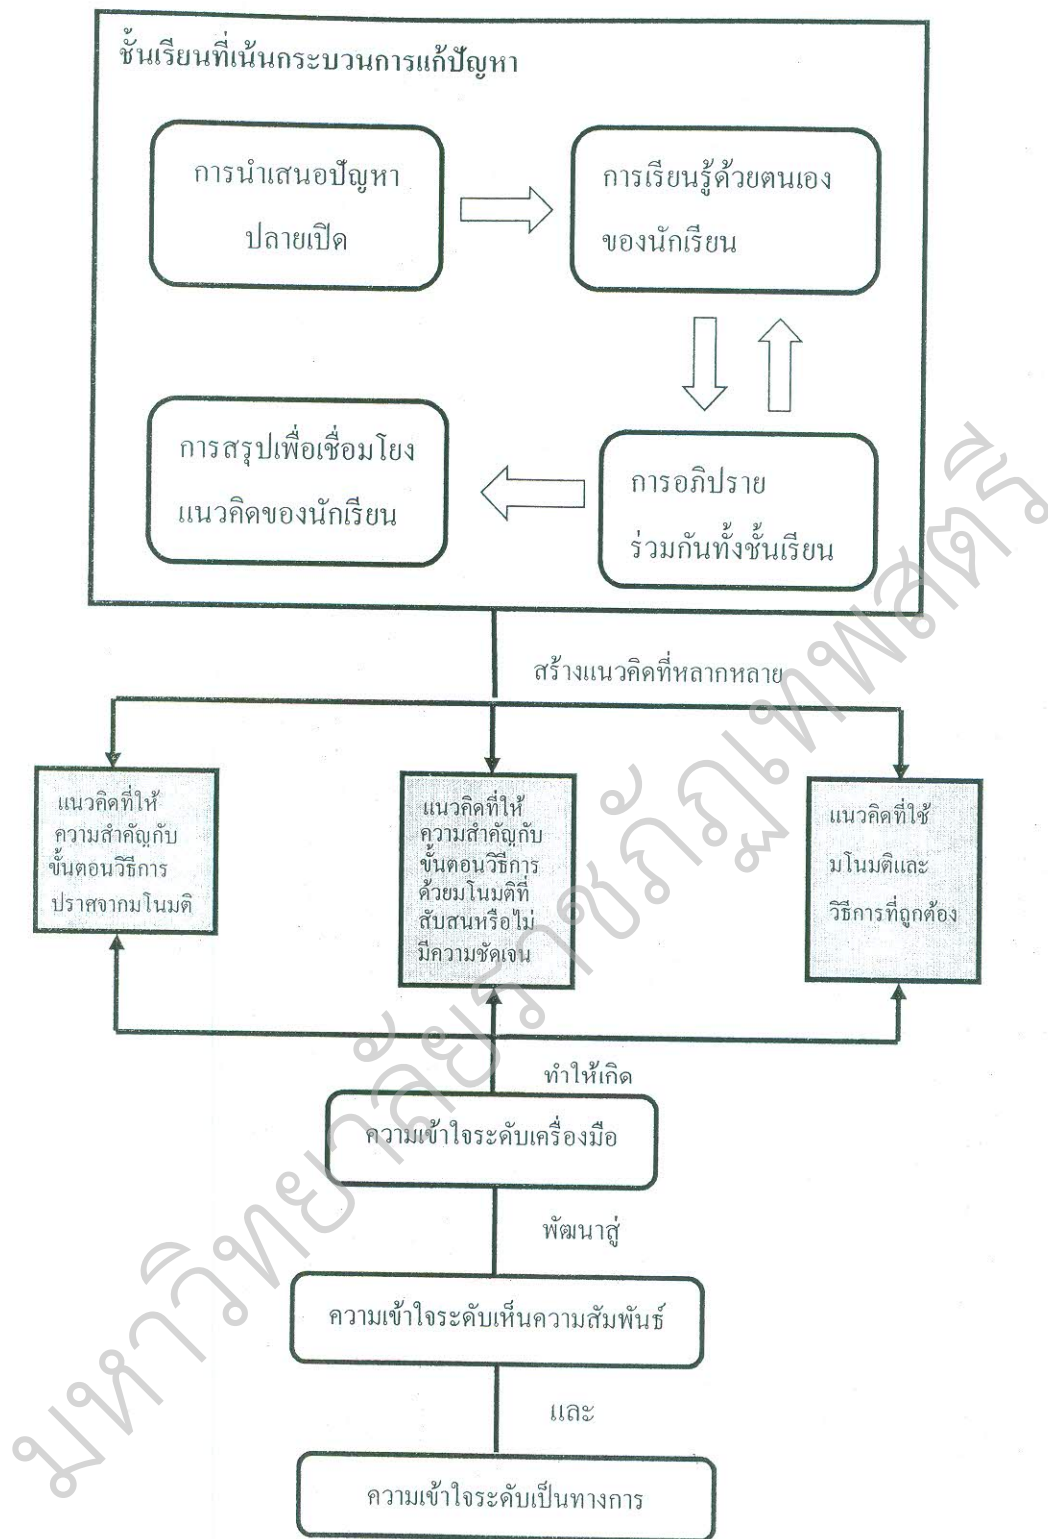 ชั้นเรียนที่เน้นกระบวนการแก้ปัญหา
การนำเสนอปัญหา
ปลายเปิด
การเรียนรู้ด้วยตนเอง
ของนักเรียน
การสรุปเพื่อเชื่อมโยง
แนวคิดของนักเรียน
การอภิปราย
ร่วมกันทั้งชั้นเรียน
สร้างแนวคิดที่หลากหลาย
แนวคิดที่ให้
ความสำคัญกับ
ขั้นตอนวิธีการ
ปราศจากมโนมติ
แนวคิดที่ให้
ความสำคัญกับ
ขั้นตอนวิธีการ
ด้วยมโนมติที่
สับสนหรือไม่
มีความชัดเจน
แนวคิดที่ใช้
มโนมติและ
วิธีการที่ถูกต้อง
ทำให้เกิด
ความเข้าใจระดับเครื่องมือ
พัฒนาสู่
ความเข้าใจระดับเห็นความสัมพันธ์
และ
ความเข้าใจระดับเป็นทางการ
มหาวิทยาลัยราชภัฏเทพสตรี